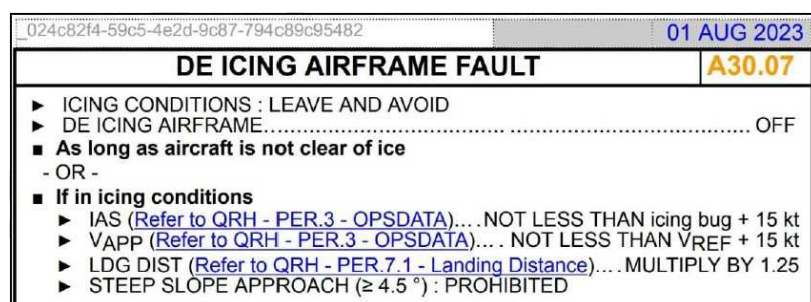 _024c82f4-59c5-4e2d-9c87-794c89c95482 01 AUG 2023
DE ICING AIRFRAME FAULT A30.07
► ICING CONDITIONS : LEAVE AND AVOID
► DE ICING AIRFRAME....................................... ...................................... OFF
■ As long as aircraft is not clear of ice
- OR -
■ If in icing conditions
► IAS (Refer to QRH - PER.3 - OPSDATA)....NOT LESS THAN icing bug + 15 kt
► VAPP (Refer to QRH - PER.3 - OPSDATA)... . NOT LESS THAN VREF + 15 kt
► LDG DIST (Refer to QRH - PER.7.1 - Landing Distance)....MULTIPLY BY 1.25
► STEEP SLOPE APPROACH (≥ 4.5 °) : PROHIBITED